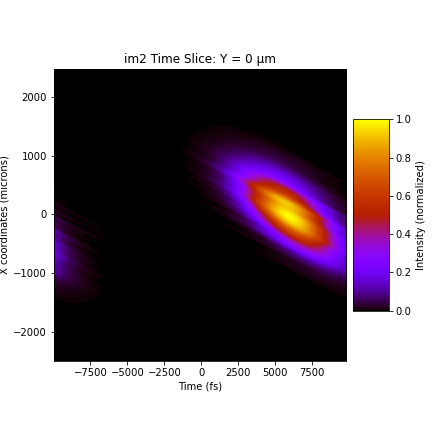 im2 Time Slice: Y = 0 μm
X coordinates (microns)
2000
1000
0
−1000
−2000
−7500 −5000 −2500 0 2500 5000 7500
Time (fs)
1.0
0.8
0.6
0.4
0.2
0.0
Intensity (normalized)